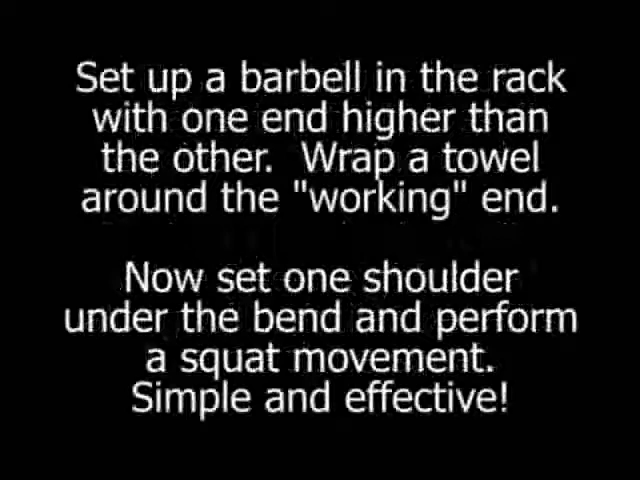 Set up a barbell in the rack
with one end higher than
the other.  Wrap a towel
around the "working" end.
Now set one shoulder
under the bend and perform
a squat movement.
Simple and effective!